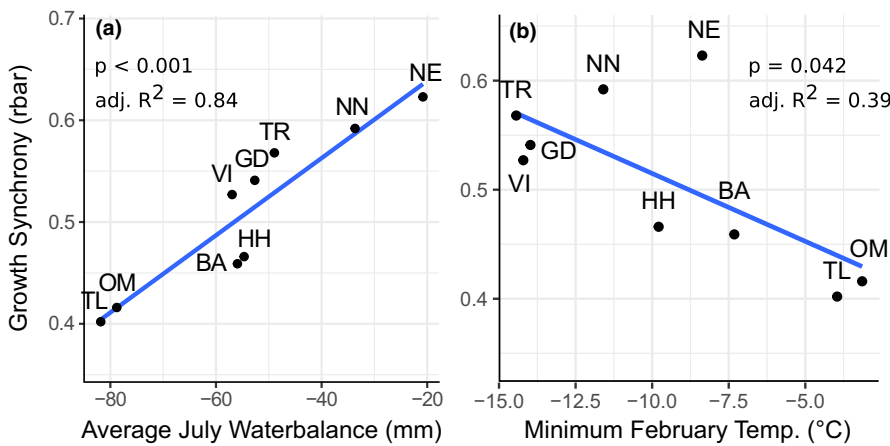 (a)
p < 0.001
adj. R² = 0.84
NE
NN
TR
GD
VI
HH
BA
OM
TL
0.7
0.6
0.5
0.4
−80
−60
−40
−20
Growth Synchrony (rbar)
Average July Waterbalance (mm)
(b)
p = 0.042
adj. R² = 0.39
NE
NN
TR
GD
VI
HH
BA
OM
TL
0.6
0.5
0.4
−15.0
−12.5
−10.0
−7.5
−5.0
Minimum February Temp. (°C)